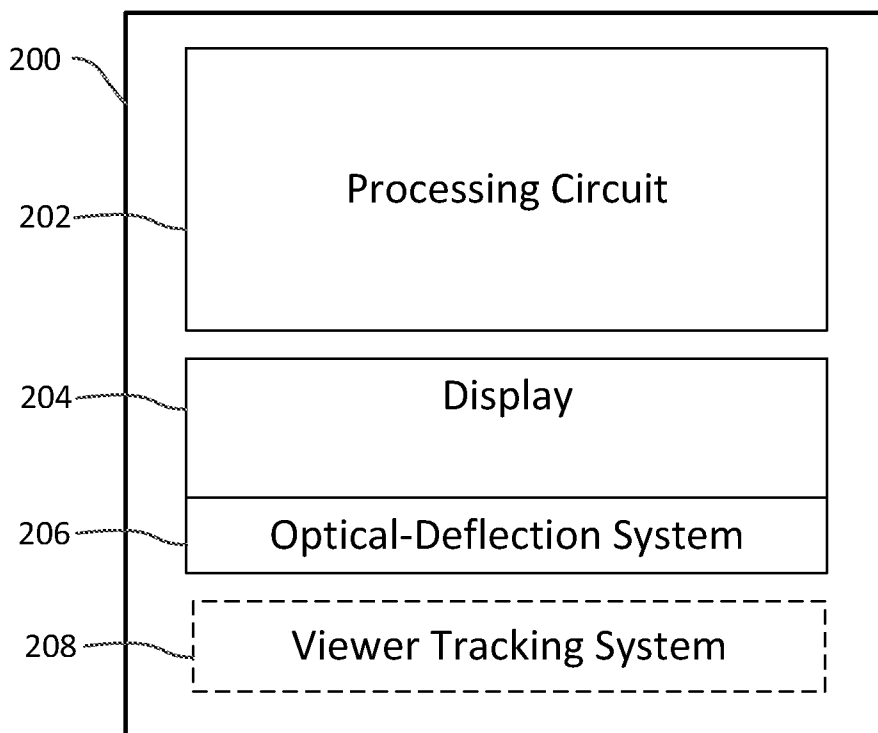 200
Processing Circuit
202
204
Display
206
Optical-Deflection System
208
Viewer Tracking System